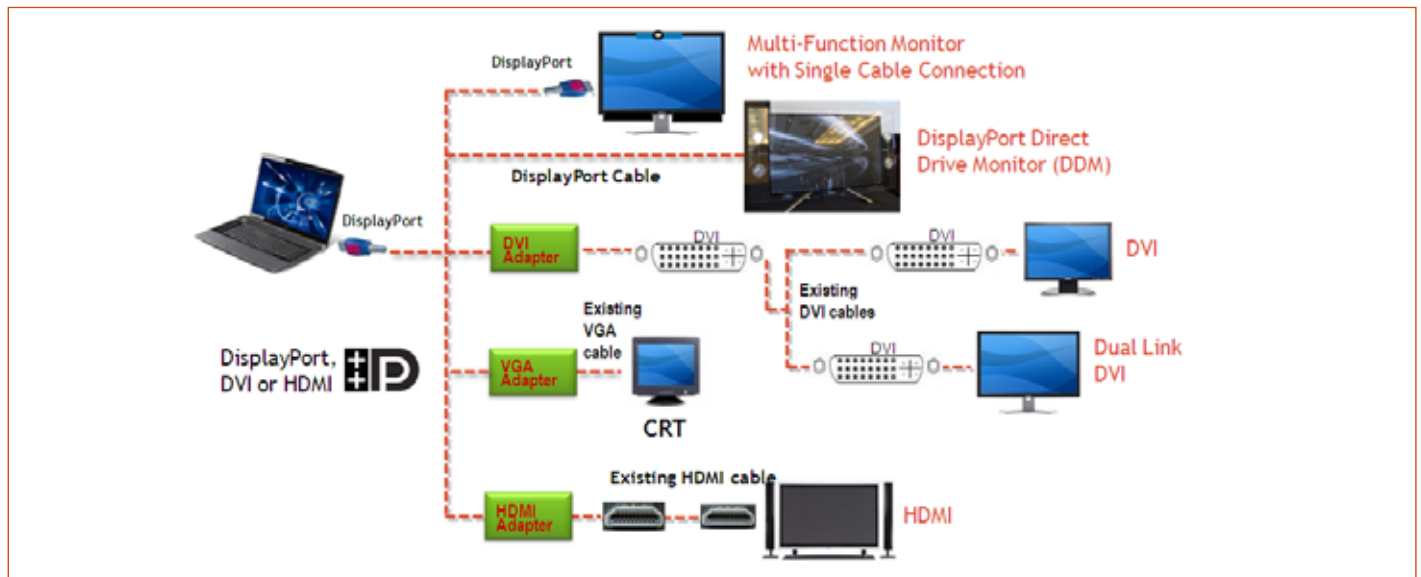 DisplayPort
Multi-Function Monitor
with Single Cable Connection
DisplayPort Direct
Drive Monitor (DDM)
DisplayPort Cable
DisplayPort
DVI
Adapter
DVI
DVI
DVI
Existing
DVI cables
Existing
VGA
cable
DisplayPort,
DVI or HDMI
VGA
Adapter
DVI
Dual Link
DVI
CRT
Existing HDMI cable
HDMI
Adapter
HDMI